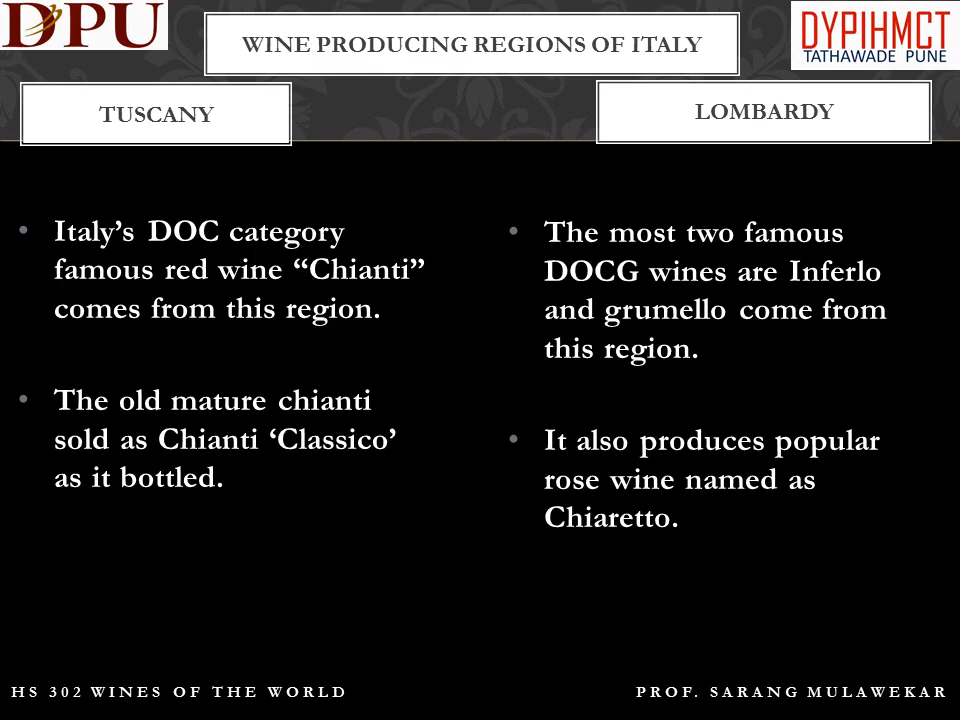 DPU
WINE PRODUCING REGIONS OF ITALY
DYPIHMCT
TATHAWADE PUNE
TUSCANY
LOMBARDY
• Italy’s DOC category
famous red wine “Chianti”
comes from this region.
• The old mature chianti
sold as Chianti ‘Classico’
as it bottled.
• The most two famous
DOCG wines are Inferlo
and grumello come from
this region.
• It also produces popular
rose wine named as
Chiaretto.
HS 302 WINES OF THE WORLD
PROF. SARANG MULAWEKAR